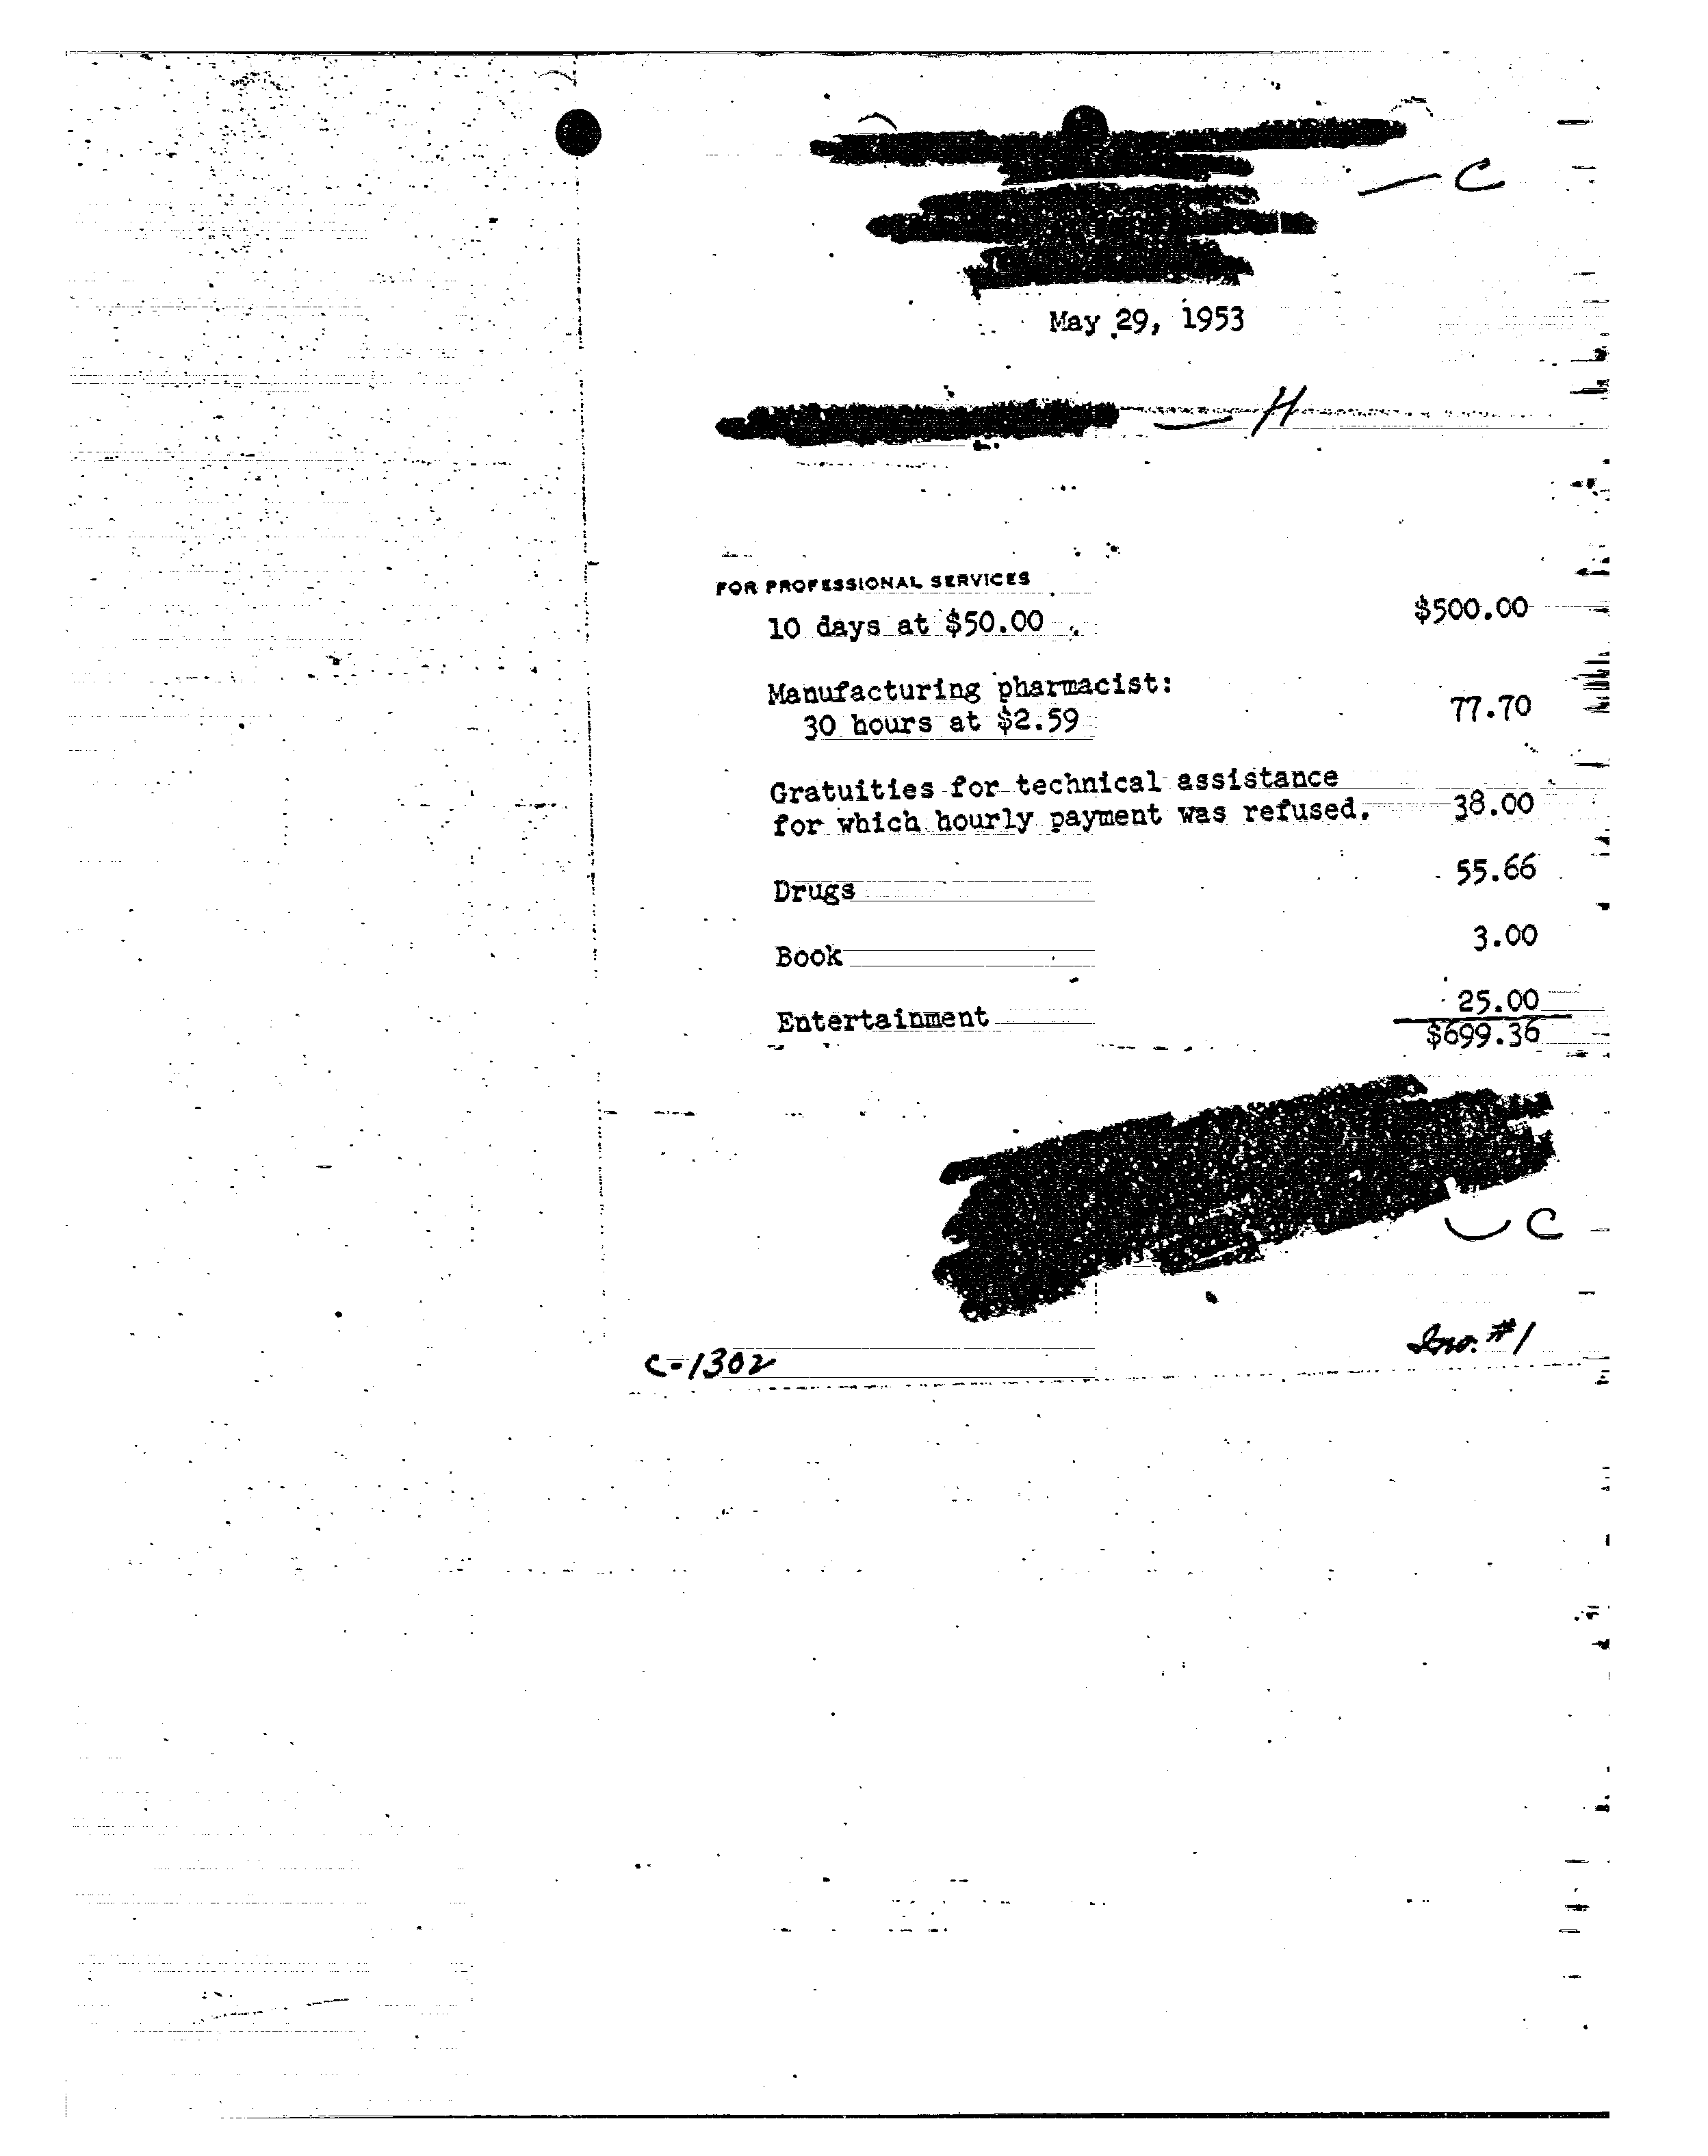 — C
May 29, 1953
— H
FOR PROFESSIONAL SERVICES
10 days at $50.00 $500.00
Manufacturing pharmacist:
30 hours at $2.59 77.70
Gratuities for technical assistance
for which hourly payment was refused. 38.00
Drugs 55.66
Book 3.00
Entertainment 25.00
$699.36
C
Inv. #1
C-1302